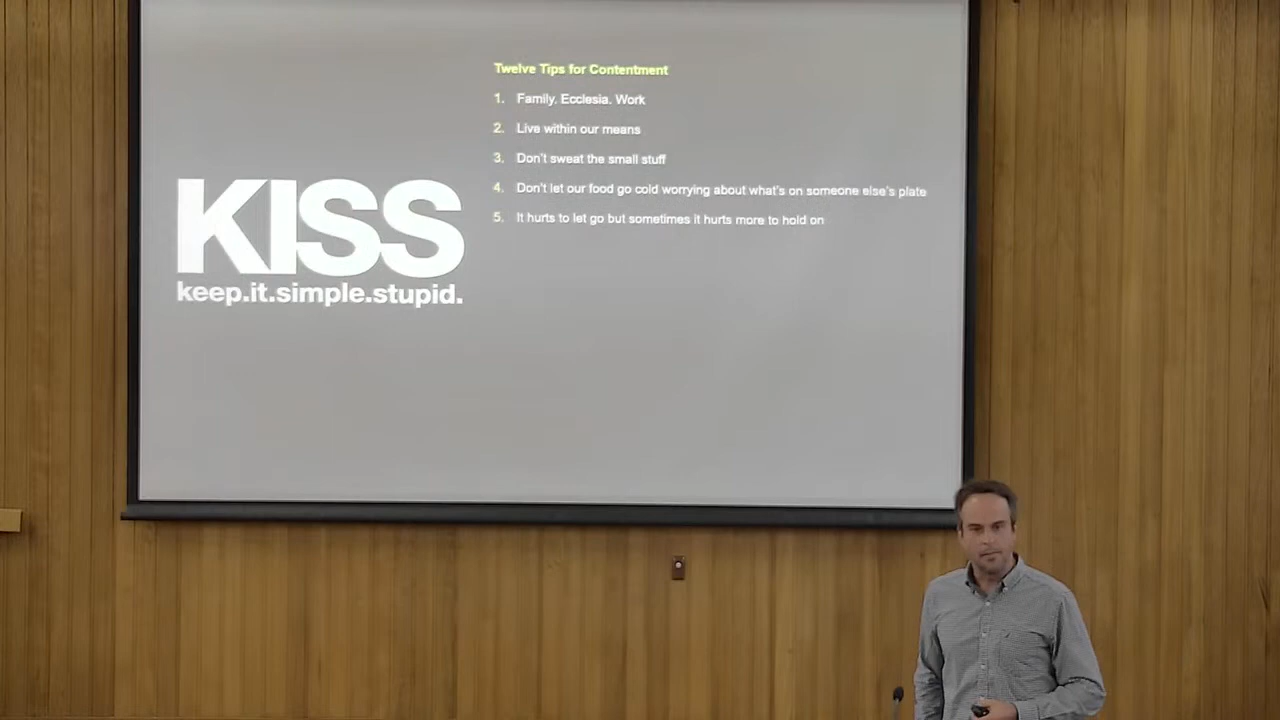 KISS
keep.it.simple.stupid.
Twelve Tips for Contentment
1. Family. Ecclesia. Work
2. Live within our means
3. Don't sweat the small stuff
4. Don't let our food go cold worrying about what's on someone else's plate
5. It hurts to let go but sometimes it hurts more to hold on